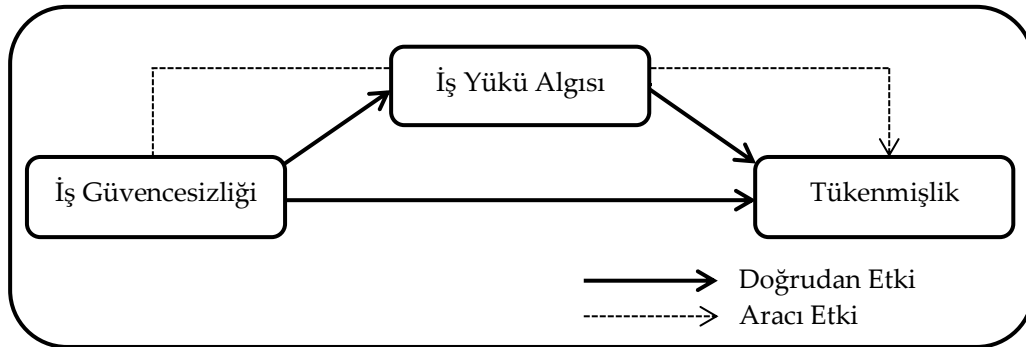 İş Yükü Algısı
İş Güvencesizliği
Tükenmişlik
Doğrudan Etki
Aracı Etki